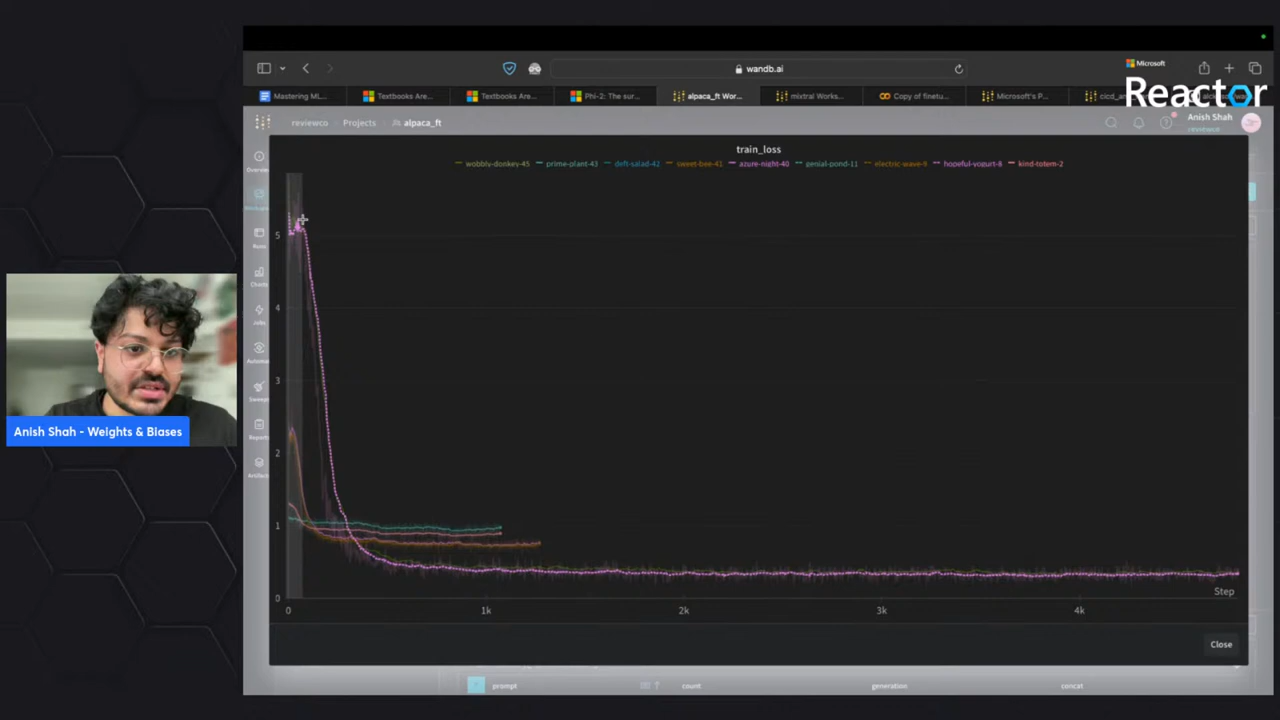 wandb.ai
Microsoft
Reactor
Mastering ML...
Textbooks Are...
Textbooks Are...
Phi-2: The sur...
alpaca_ft Wor...
mixtral Works...
Copy of finetu...
Microsoft's P...
reviewco
Projects
alpaca_ft
Anish Shah
reviewco
train_loss
wobbly-donkey-45
prime-plant-43
deft-salad-42
sweet-bee-41
azure-night-40
genial-pond-11
electric-wave-9
hopeful-yogurt-8
kind-totem-2
5
4
3
2
1
0
0
1k
2k
3k
4k
Step
Close
prompt
count
generation
concat
Anish Shah - Weights & Biases